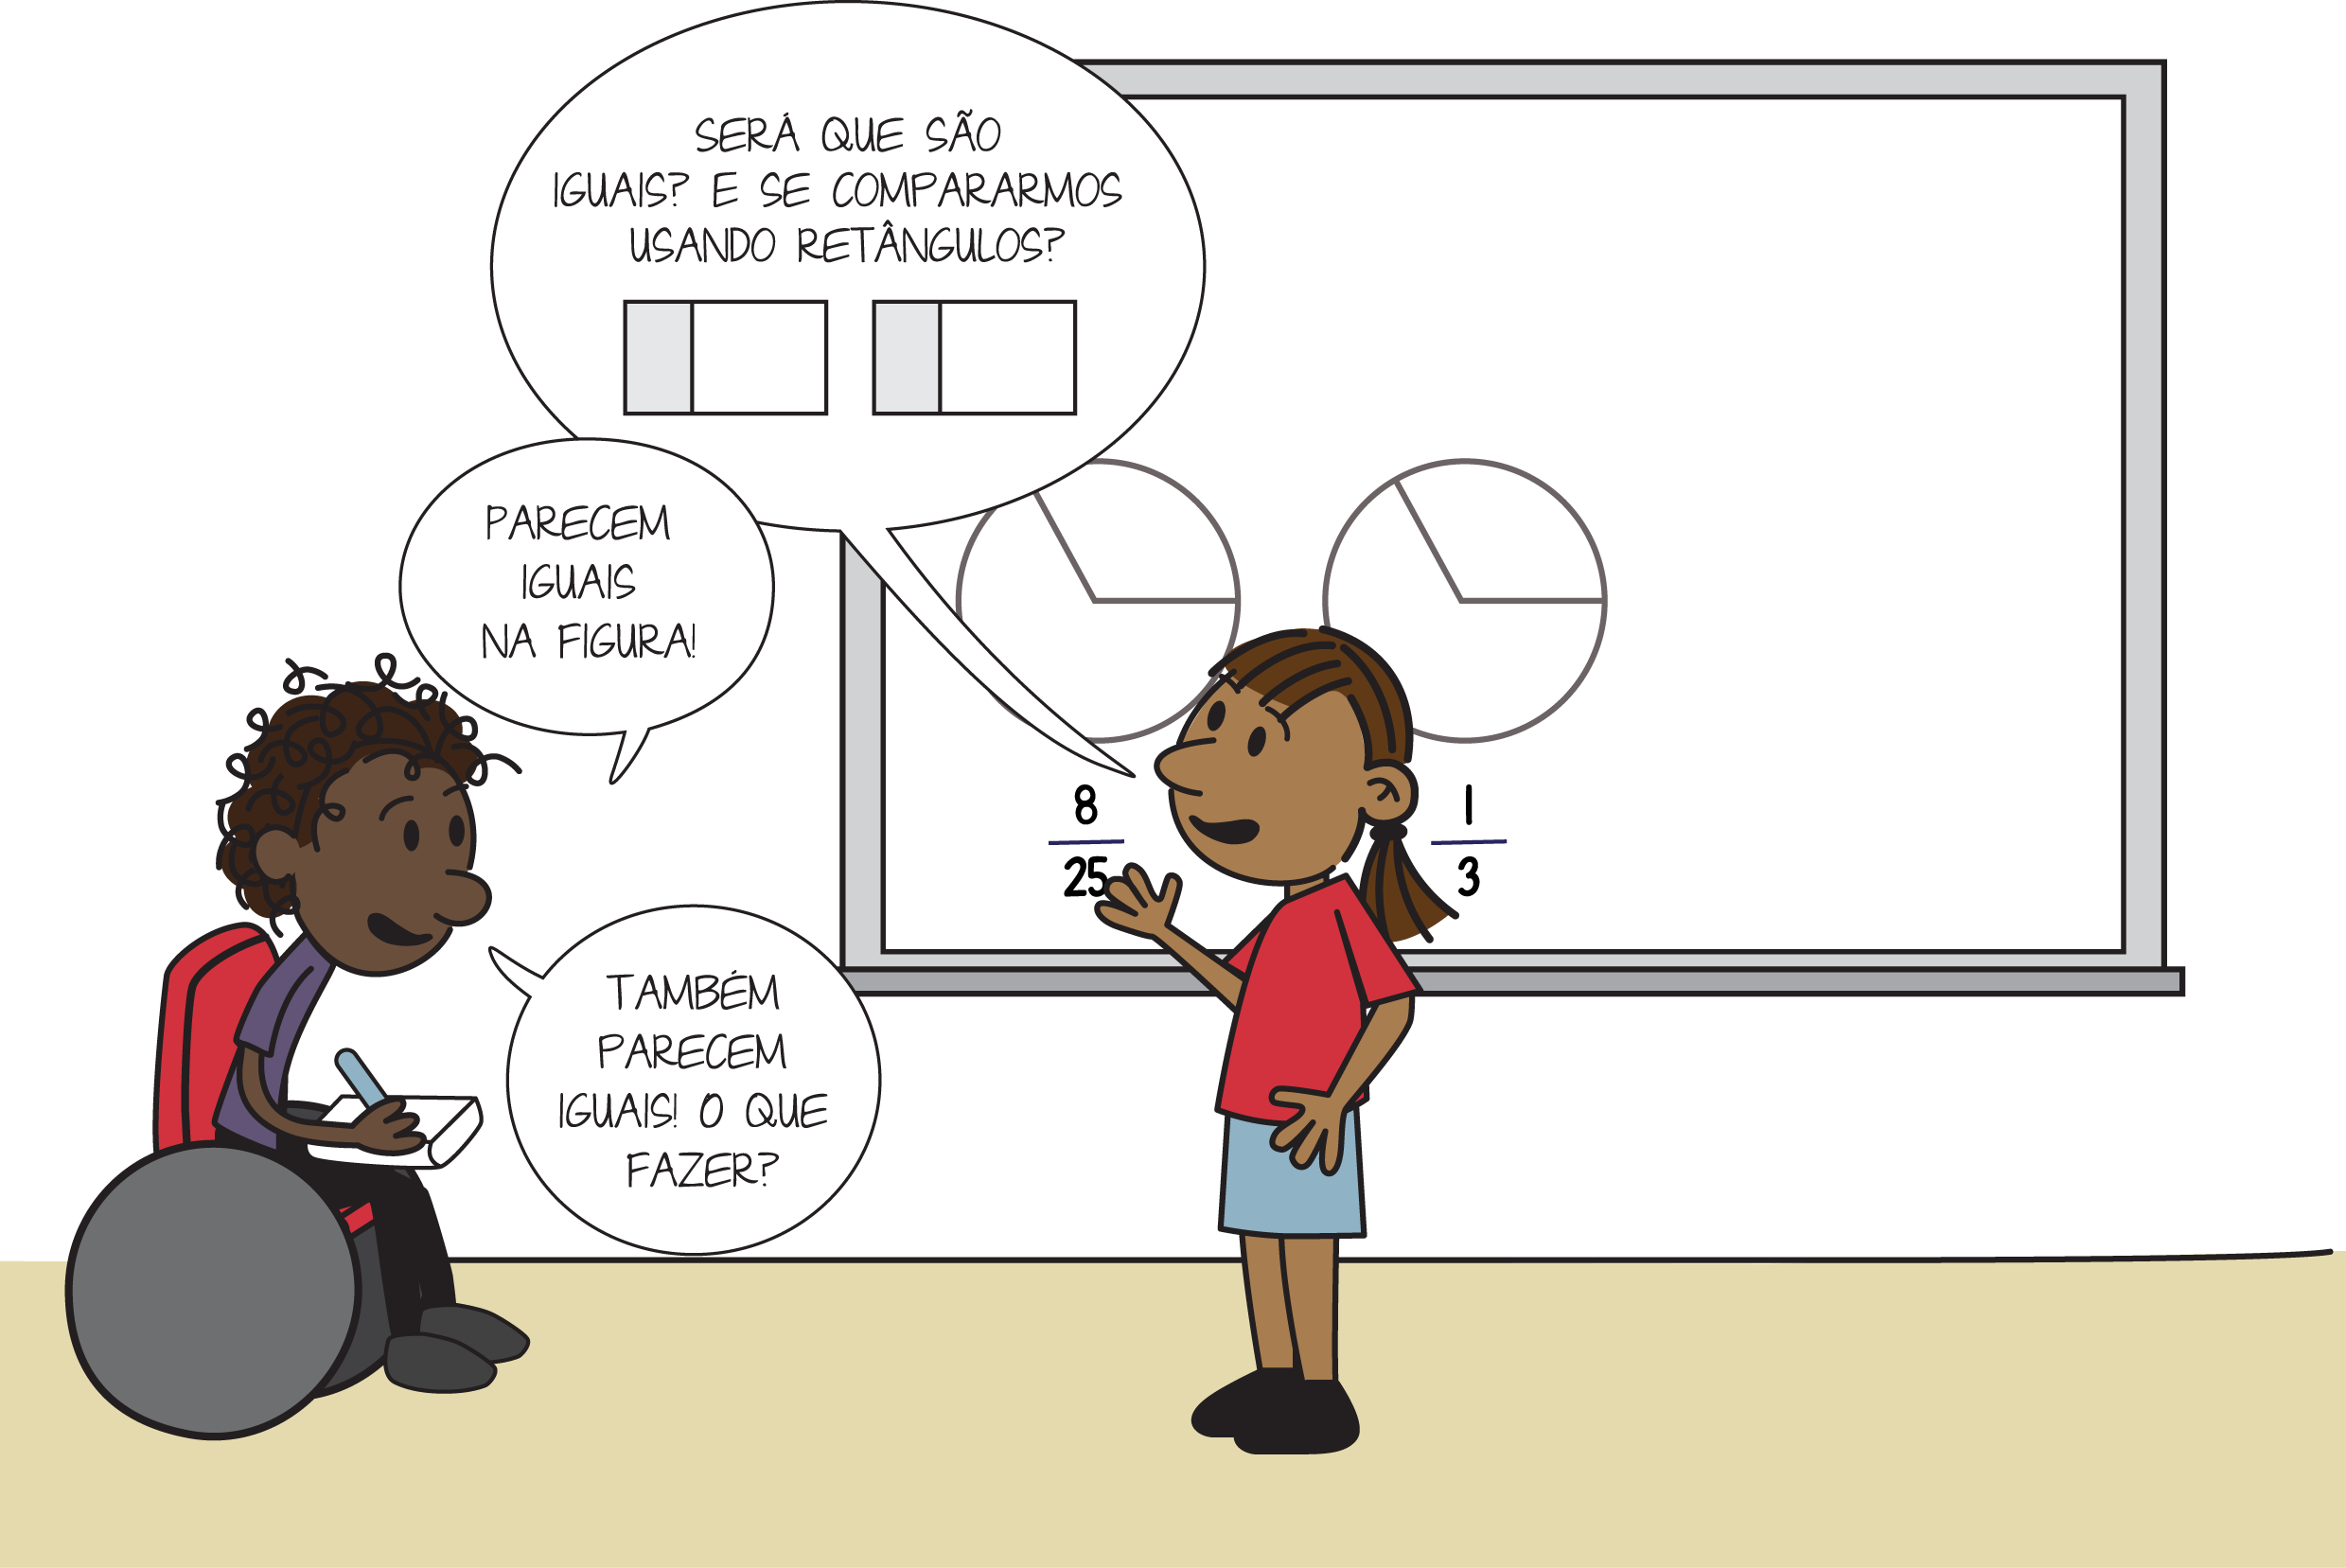 PARECEM
IGUAIS
NA FIGURA!
SERÁ QUE SÃO
IGUAIS? E SE COMPARARMOS
USANDO RETÂNGULOS?
TAMBÉM
PARECEM
IGUAIS! O QUE
FAZER?
8
25
1
3